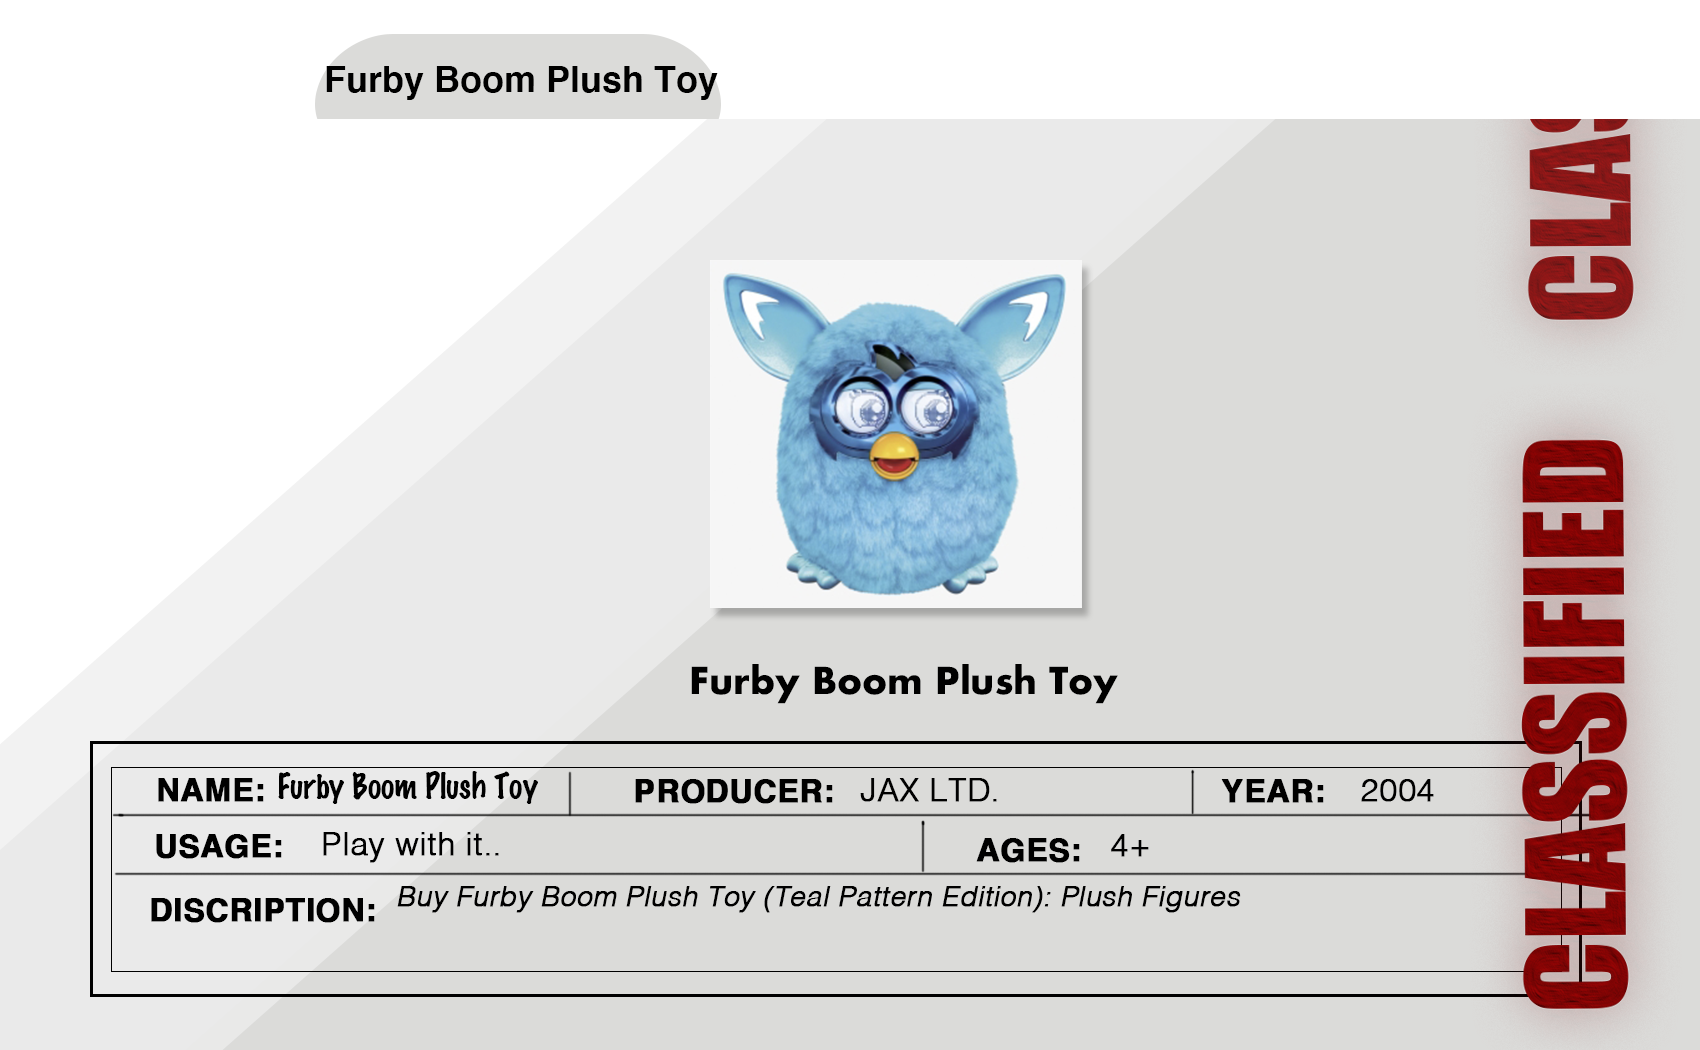 Furby Boom Plush Toy
CLAS
Furby Boom Plush Toy
NAME: Furby Boom Plush Toy PRODUCER: JAX LTD. YEAR: 2004
USAGE: Play with it.. AGES: 4+
DISCRIPTION: Buy Furby Boom Plush Toy (Teal Pattern Edition): Plush Figures
CLASSIFIED